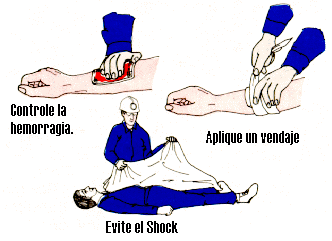 Controle la
hemorragia.
Aplique un vendaje
Evite el Shock